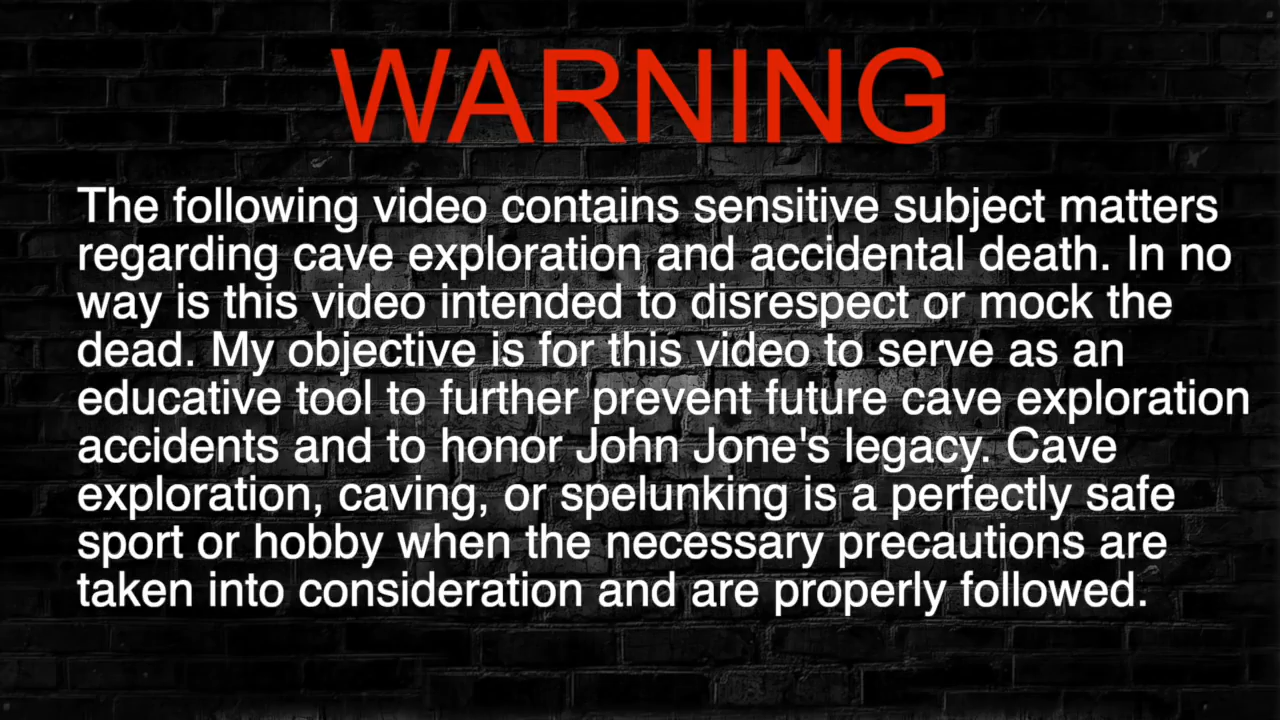 WARNING
The following video contains sensitive subject matters
regarding cave exploration and accidental death. In no
way is this video intended to disrespect or mock the
dead. My objective is for this video to serve as an
educative tool to further prevent future cave exploration
accidents and to honor John Jone's legacy. Cave
exploration, caving, or spelunking is a perfectly safe
sport or hobby when the necessary precautions are
taken into consideration and are properly followed.